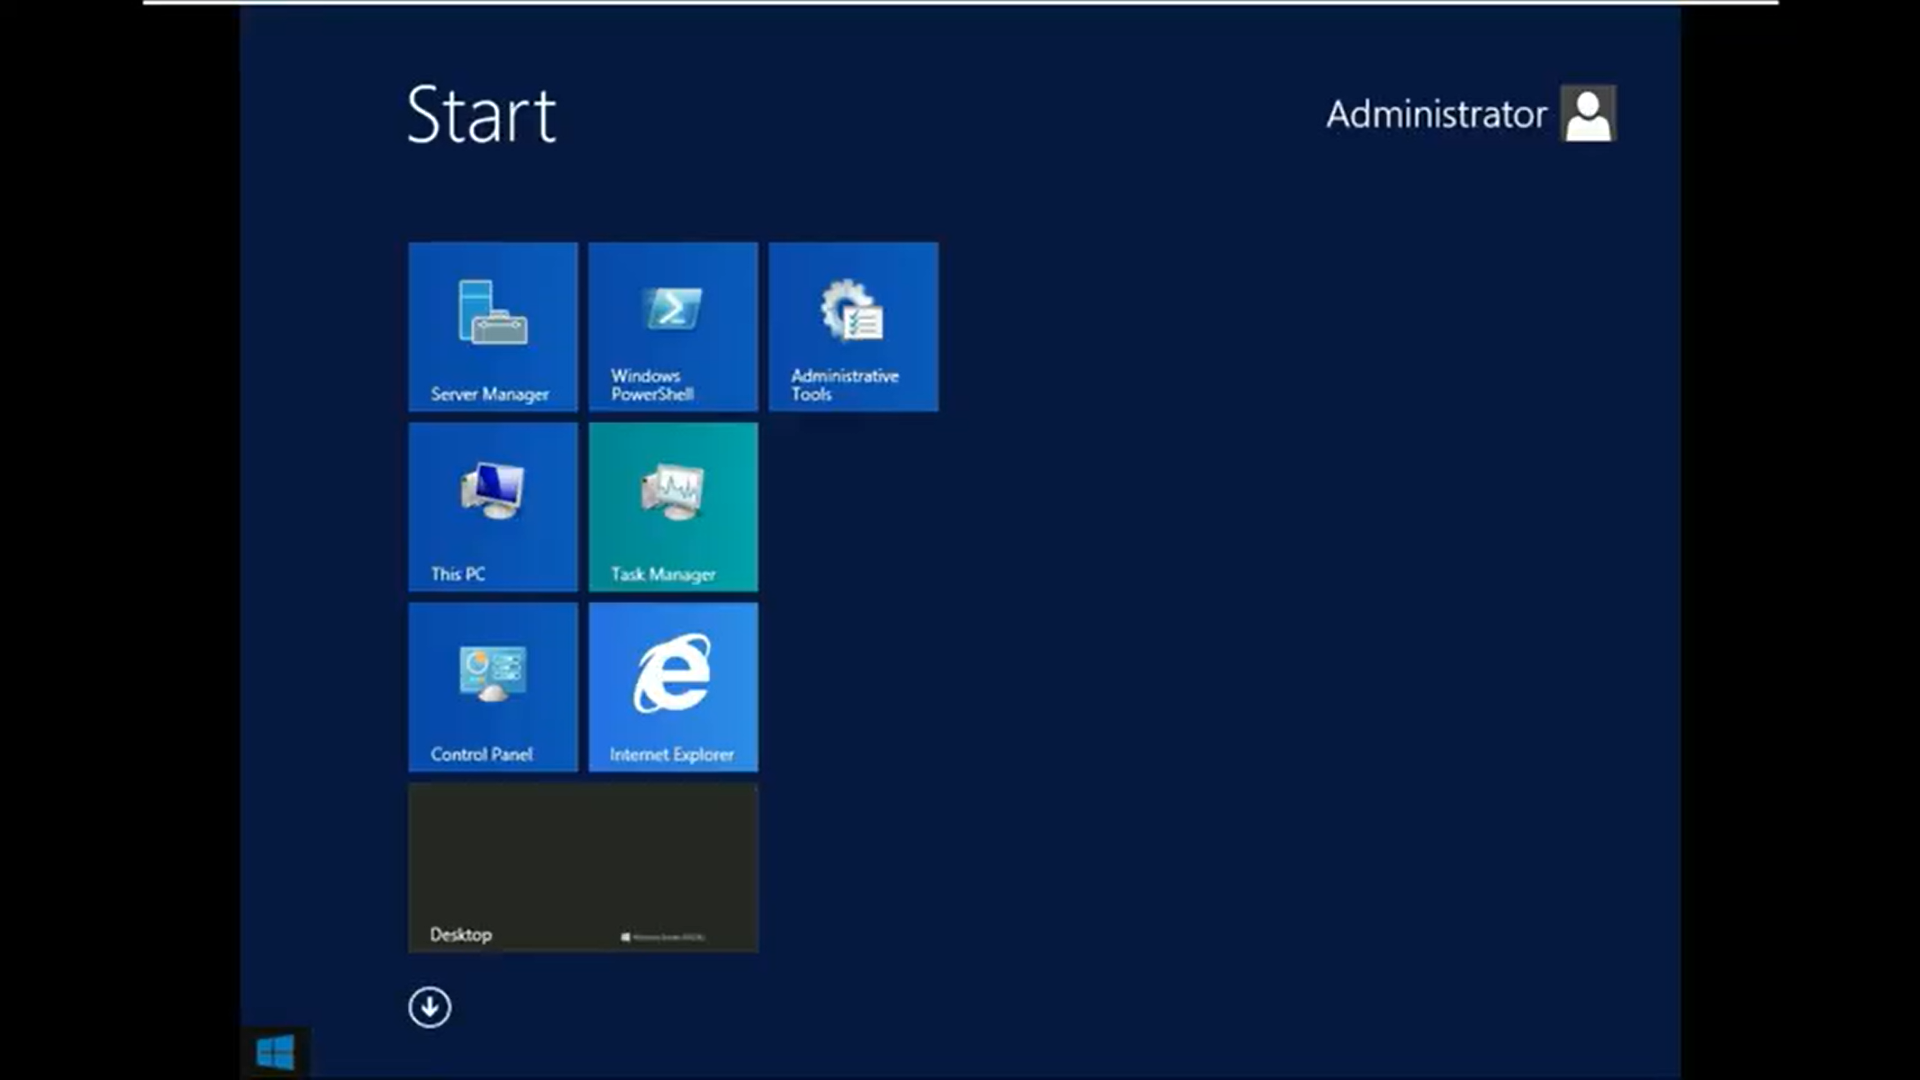 Start
Administrator
Server Manager
Windows
PowerShell
Administrative
Tools
This PC
Task Manager
Control Panel
Internet Explorer
Desktop